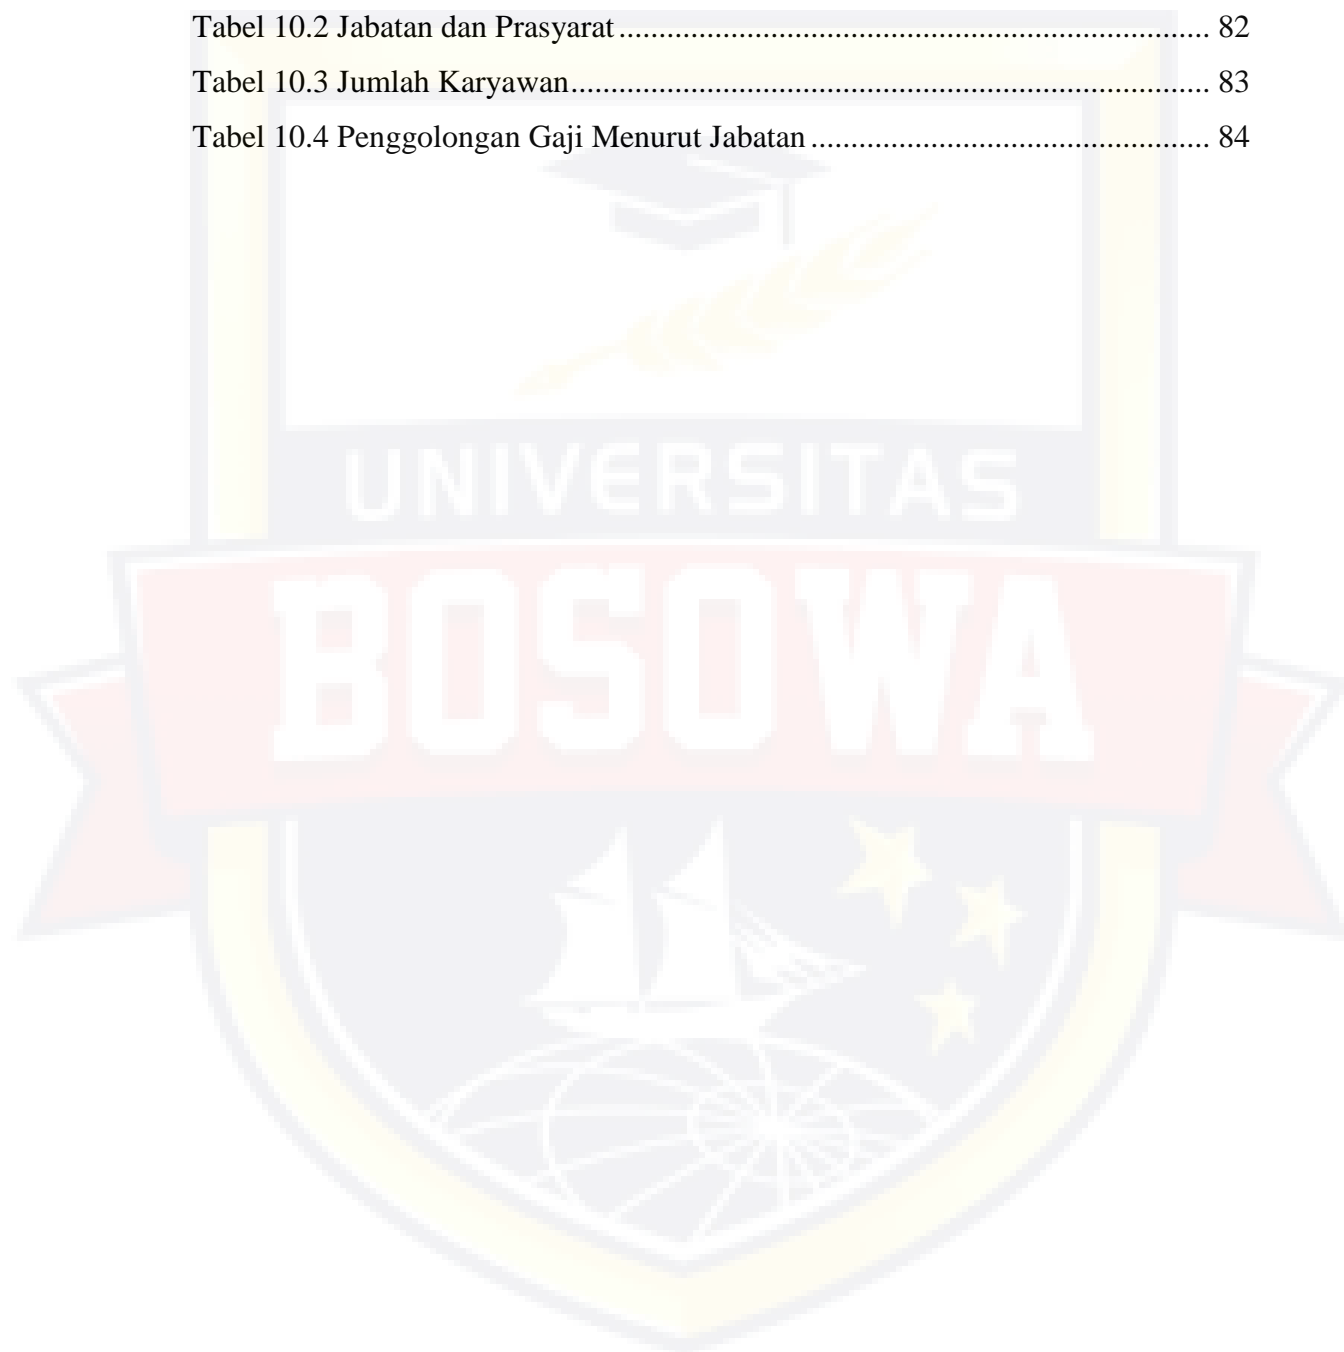 Tabel 10.2 Jabatan dan Prasyarat.......................................................................... 82
Tabel 10.3 Jumlah Karyawan................................................................................ 83
Tabel 10.4 Penggolongan Gaji Menurut Jabatan .................................................. 84
UNIVERSITAS
BOSOWA